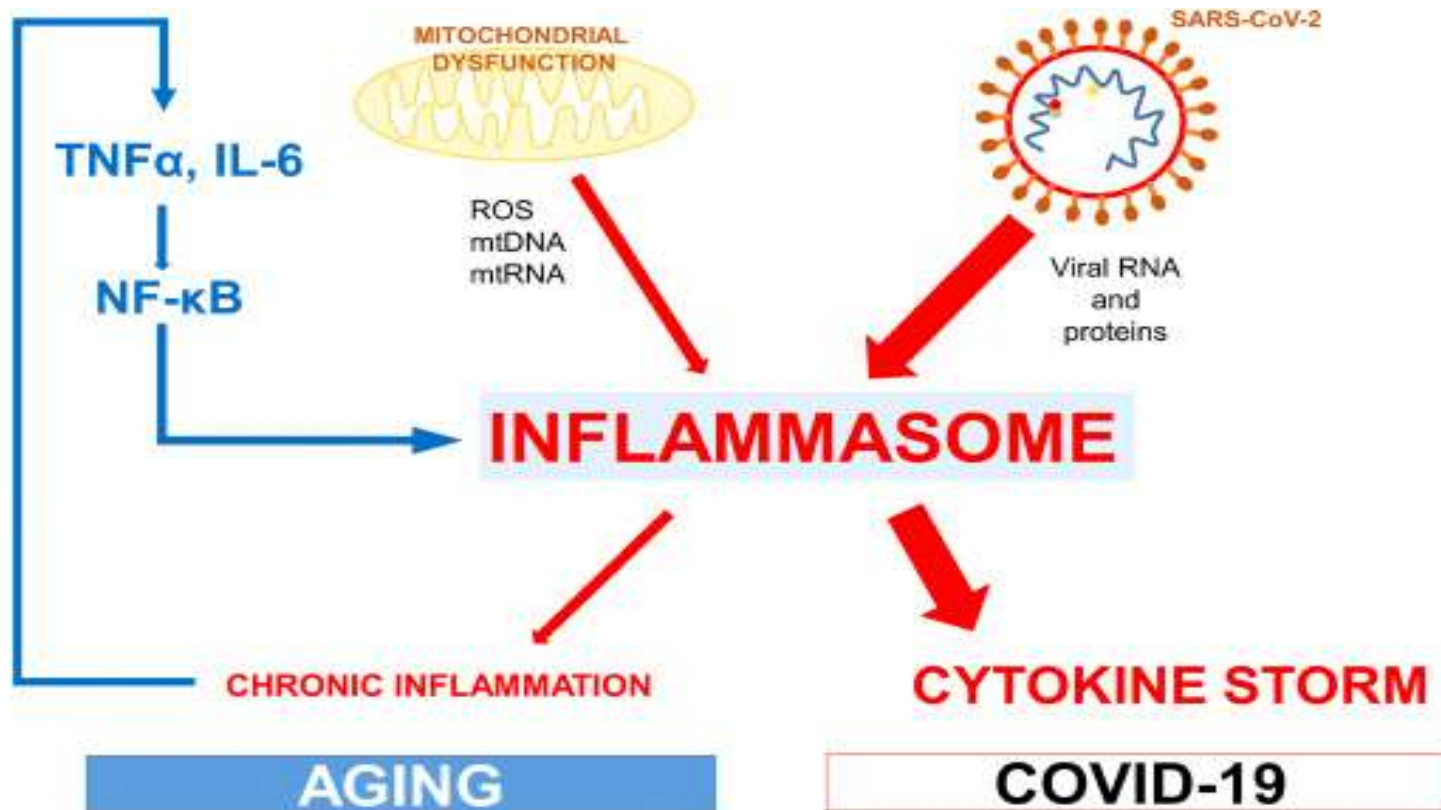 MITOCHONDRIAL
DYSFUNCTION
SARS-CoV-2
TNFα, IL-6
NF-κB
ROS
mtDNA
mtRNA
Viral RNA
and
proteins
INFLAMMASOME
CHRONIC INFLAMMATION
CYTOKINE STORM
AGING
COVID-19